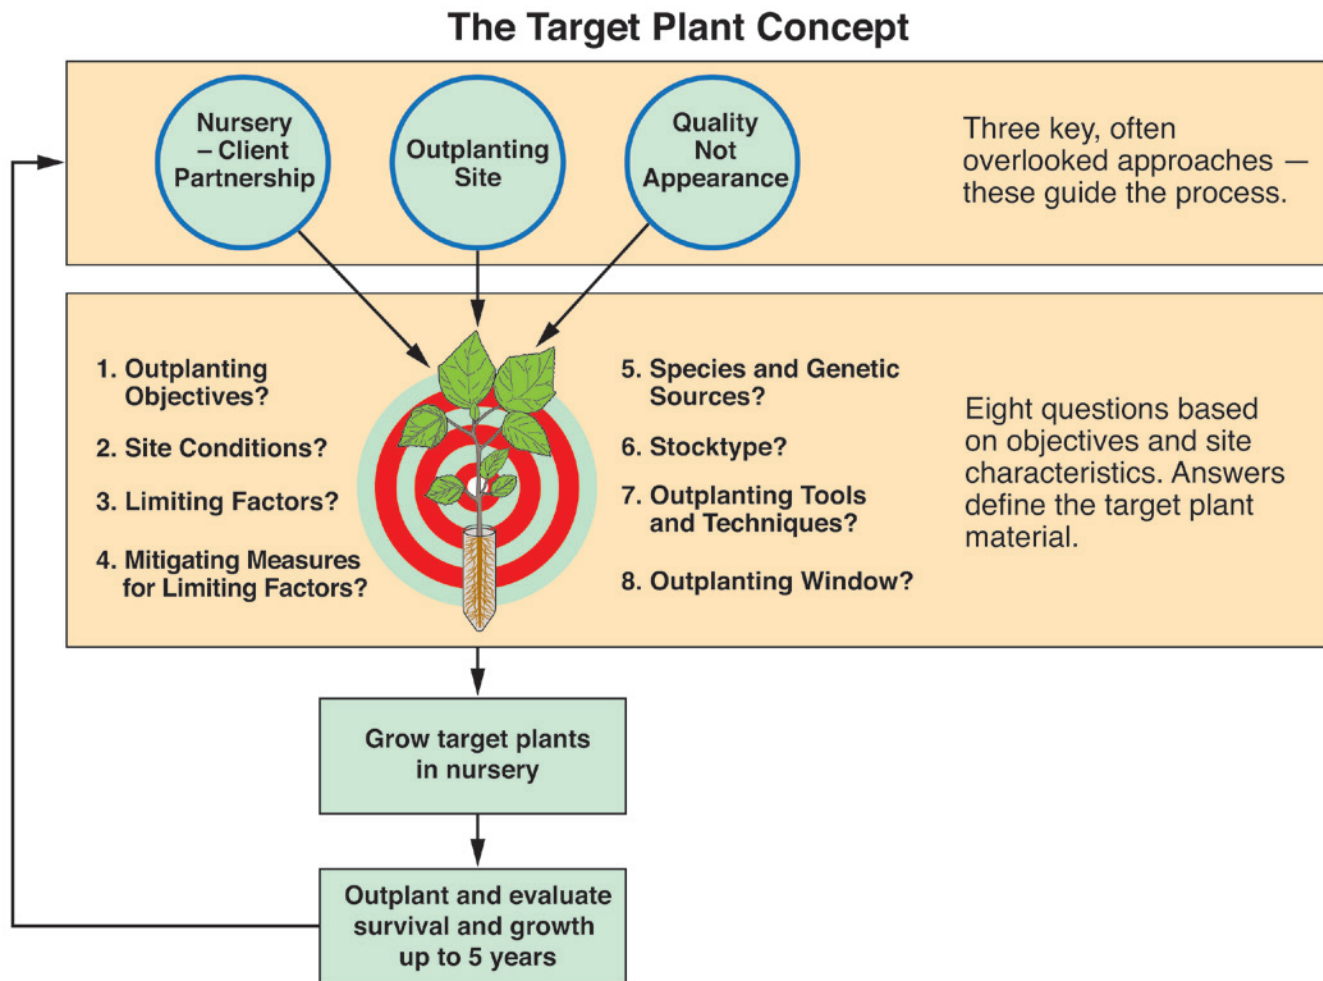 The Target Plant Concept
Nursery
– Client
Partnership
Outplanting
Site
Quality
Not
Appearance
Three key, often
overlooked approaches —
these guide the process.
1. Outplanting
Objectives?
2. Site Conditions?
3. Limiting Factors?
4. Mitigating Measures
for Limiting Factors?
5. Species and Genetic
Sources?
6. Stocktype?
7. Outplanting Tools
and Techniques?
8. Outplanting Window?
Eight questions based
on objectives and site
characteristics. Answers
define the target plant
material.
Grow target plants
in nursery
Outplant and evaluate
survival and growth
up to 5 years